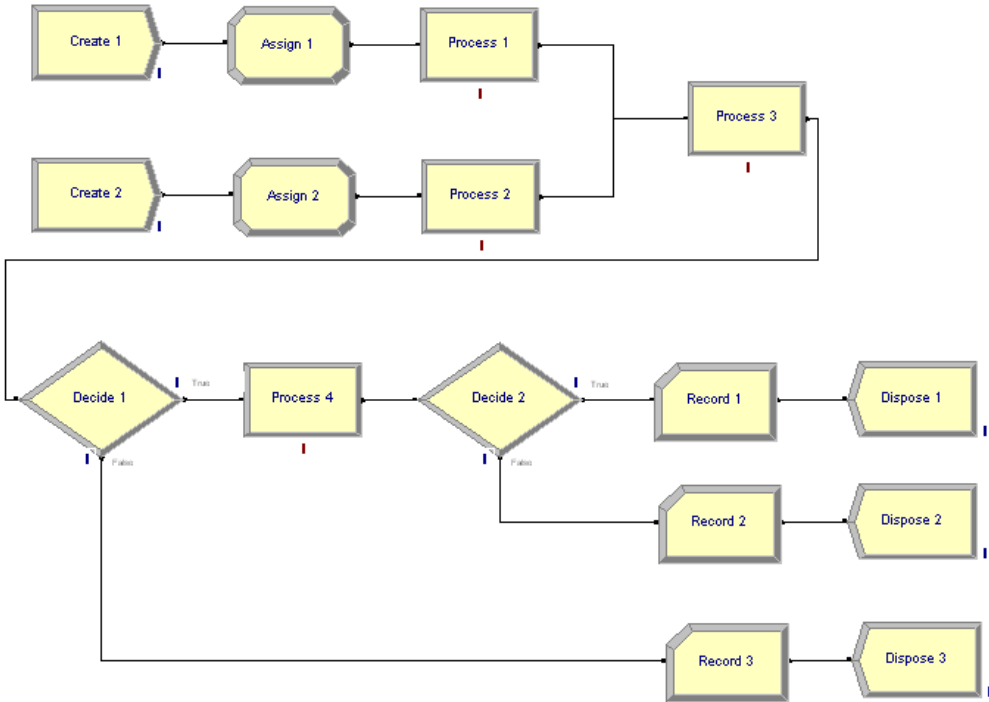 Create 1
Assign 1
Process 1
Process 3
Create 2
Assign 2
Process 2
Decide 1
True
False
Process 4
Decide 2
True
False
Record 1
Dispose 1
Record 2
Dispose 2
Record 3
Dispose 3